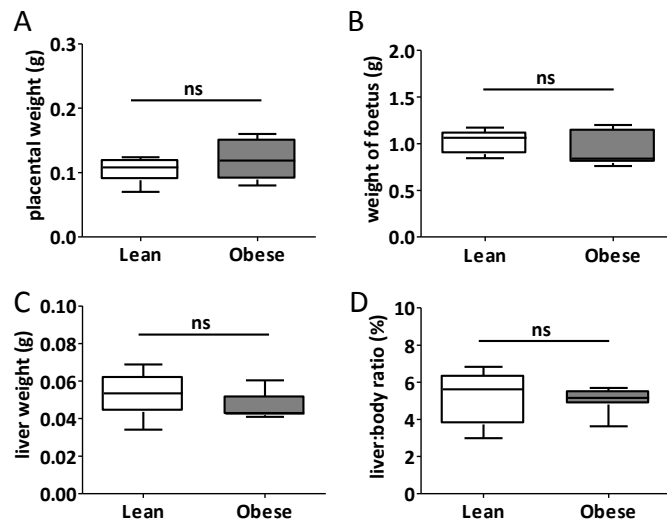 A
placental weight (g)
0.3
0.2
0.1
0.0
ns
Lean Obese
B
weight of foetus (g)
2.0
1.5
1.0
0.5
0.0
ns
Lean Obese
C
liver weight (g)
0.10
0.08
0.06
0.04
0.02
0.00
ns
Lean Obese
D
liver:body ratio (%)
10
8
6
4
2
0
ns
Lean Obese